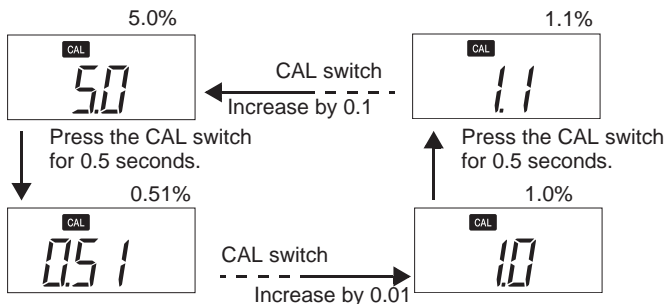 5.0%
CAL
5.0
1.1%
CAL
1.1
CAL switch
Increase by 0.1
Press the CAL switch
for 0.5 seconds.
Press the CAL switch
for 0.5 seconds.
0.51%
CAL
0.51
CAL switch
Increase by 0.01
1.0%
CAL
1.0